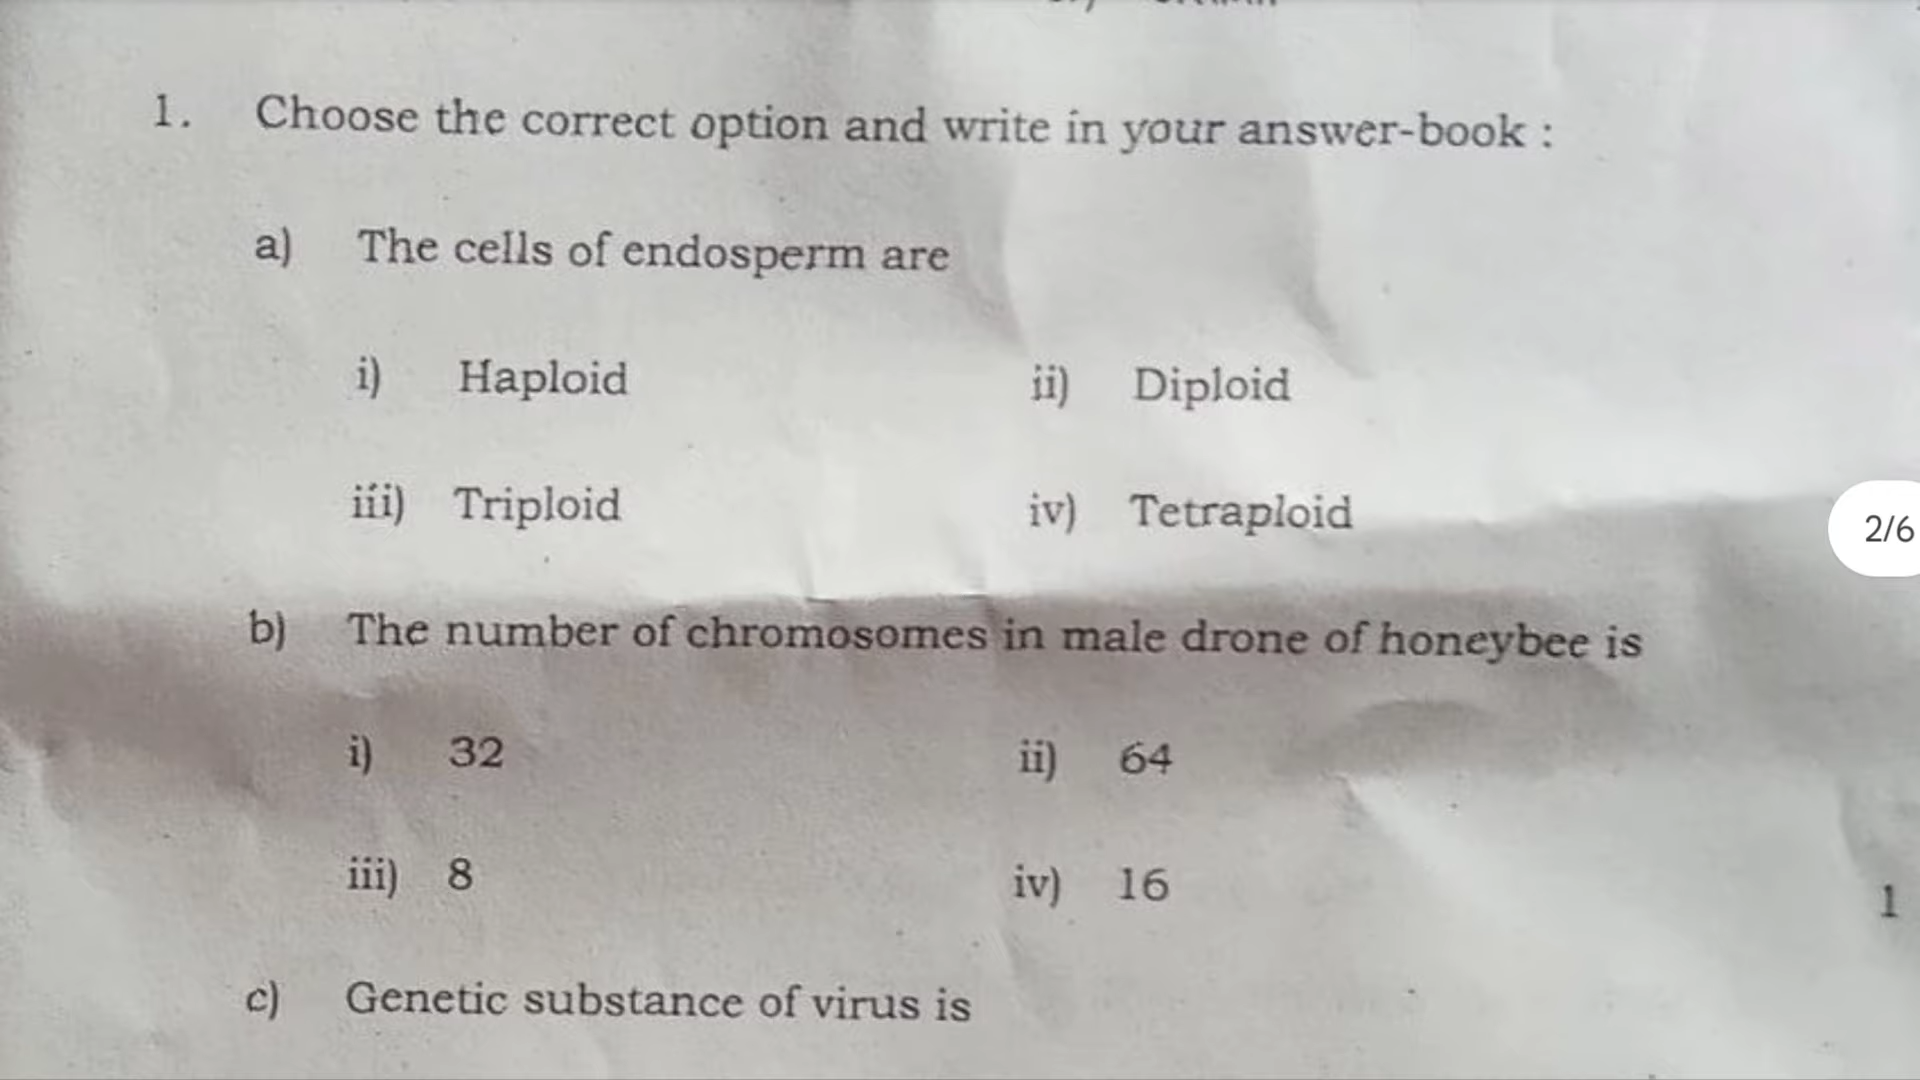 1. Choose the correct option and write in your answer-book :
a) The cells of endosperm are
i) Haploid ii) Diploid
iii) Triploid iv) Tetraploid
2/6
b) The number of chromosomes in male drone of honeybee is
i) 32 ii) 64
iii) 8 iv) 16 1
c) Genetic substance of virus is